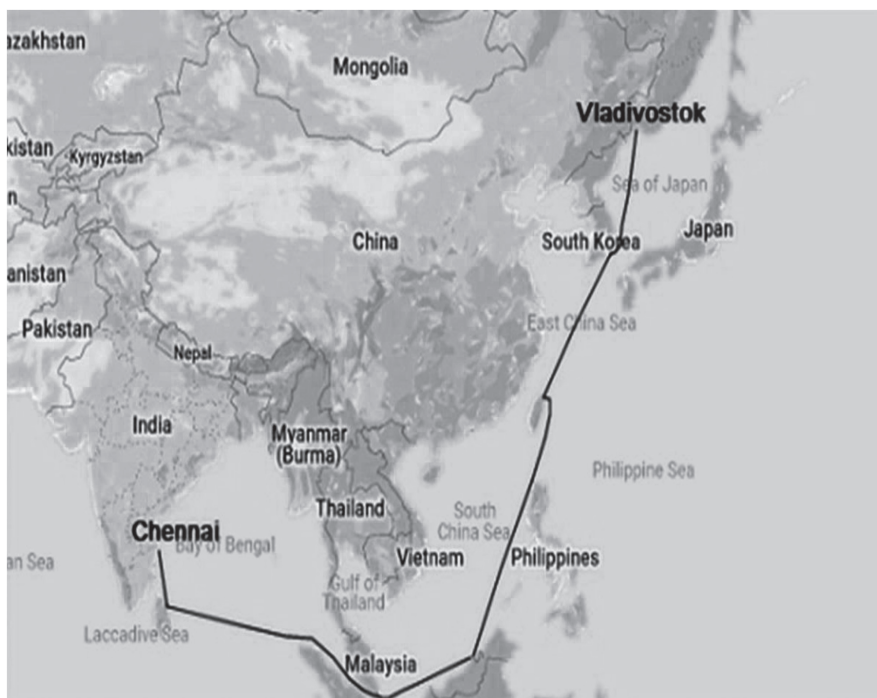 azakhstan
Mongolia
Vladivostok
kistan
Kyrgyzstan
Sea of Japan
n
China
South Korea
Japan
anistan
East China Sea
Pakistan
Nepal
India
Myanmar
(Burma)
Philippine Sea
Thailand
South
China Sea
Chennai
Bay of Bengal
Vietnam
Philippines
an Sea
Gulf of
Thailand
Laccadive Sea
Malaysia